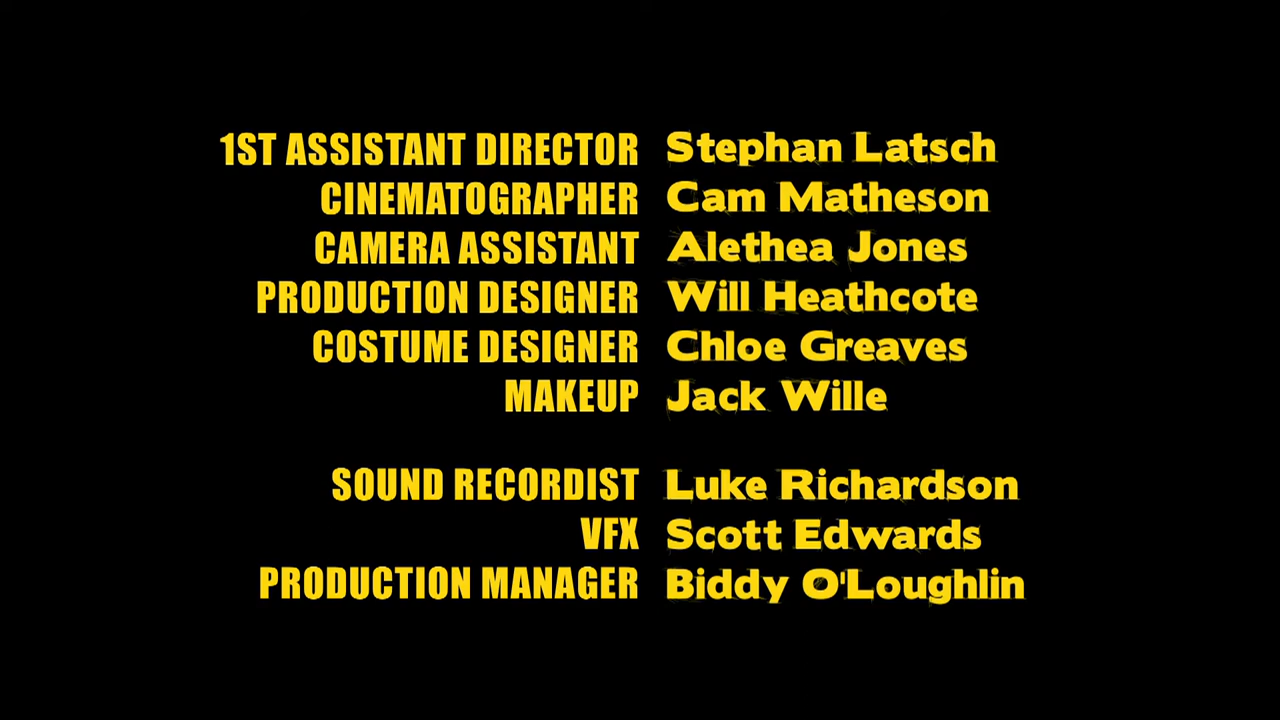 1ST ASSISTANT DIRECTOR Stephan Latsch
CINEMATOGRAPHER Cam Matheson
CAMERA ASSISTANT Alethea Jones
PRODUCTION DESIGNER Will Heathcote
COSTUME DESIGNER Chloe Greaves
MAKEUP Jack Wille
SOUND RECORDIST Luke Richardson
VFX Scott Edwards
PRODUCTION MANAGER Biddy O'Loughlin